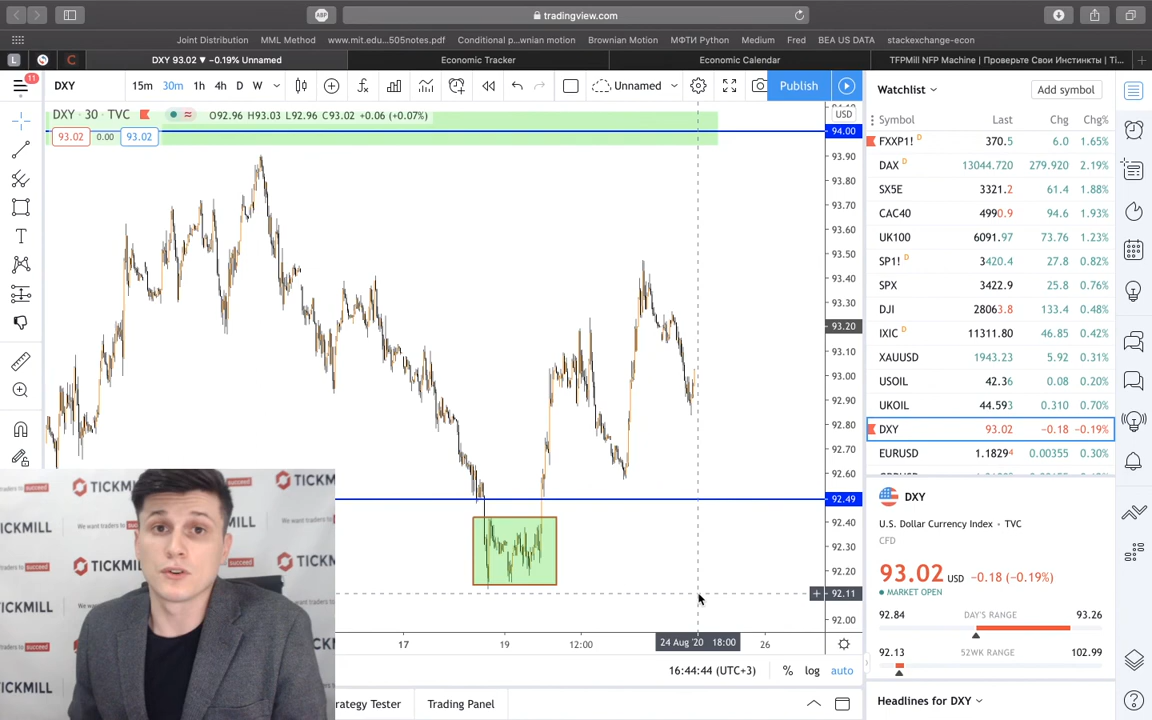 tradingview.com
ABP
Joint Distribution
MML Method
www.mit.edu...505notes.pdf
Conditional p...wnian motion
Brownian Motion
МФТИ Python
Medium
Fred
BEA US DATA
stackexchange-econ
L
C
DXY 93.02 ▼ −0.19% Unnamed
Economic Tracker
Economic Calendar
TFPMill NFP Machine | Проверьте Свои Инстинкты | Ti...
11
DXY
15m
30m
1h
4h
D
W
Unnamed
Publish
DXY · 30 · TVC
O92.96 H93.03 L92.96 C93.02 +0.06 (+0.07%)
93.02
0.00
93.02
USD
94.00
93.90
93.80
93.70
93.60
93.50
93.40
93.30
93.20
93.10
93.00
92.90
92.80
92.70
92.60
92.49
92.40
92.30
92.20
92.11
92.00
17
19
12:00
24 Aug '20 18:00
26
16:44:44 (UTC+3)
%
log
auto
rategy Tester
Trading Panel
Watchlist
Add symbol
Symbol Last Chg Chg%
FXXP1! D 370.5 6.0 1.65%
DAX D 13044.720 279.920 2.19%
SX5E 3321.2 61.4 1.88%
CAC40 4990.9 94.6 1.93%
UK100 6091.97 73.76 1.23%
SP1! D 3420.4 27.8 0.82%
SPX 3422.9 25.8 0.76%
DJI 28063.8 133.4 0.48%
IXIC D 11311.80 46.85 0.42%
XAUUSD 1943.23 5.92 0.31%
USOIL 42.36 0.08 0.20%
UKOIL 44.593 0.310 0.70%
DXY 93.02 −0.18 −0.19%
EURUSD 1.18294 0.00355 0.30%
DXY
U.S. Dollar Currency Index • TVC
CFD
93.02 USD −0.18 (−0.19%)
MARKET OPEN
92.84 DAY'S RANGE 93.26
92.13 52WK RANGE 102.99
Headlines for DXY
TICKMILL
We want traders to succeed
TICKMILL
TICKMILL
TICKMILL
TICKMILL